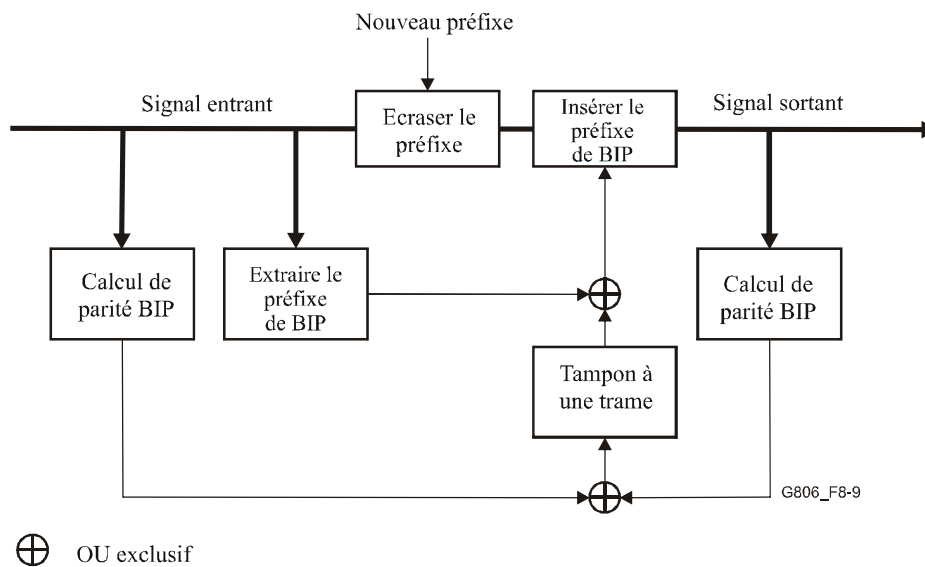 Nouveau préfixe
Signal entrant
Ecraser le
préfixe
Insérer le
préfixe
de BIP
Signal sortant
Calcul de
parité BIP
Extraire le
préfixe
de BIP
Calcul de
parité BIP
Tampon à
une trame
G806_F8-9
OU exclusif